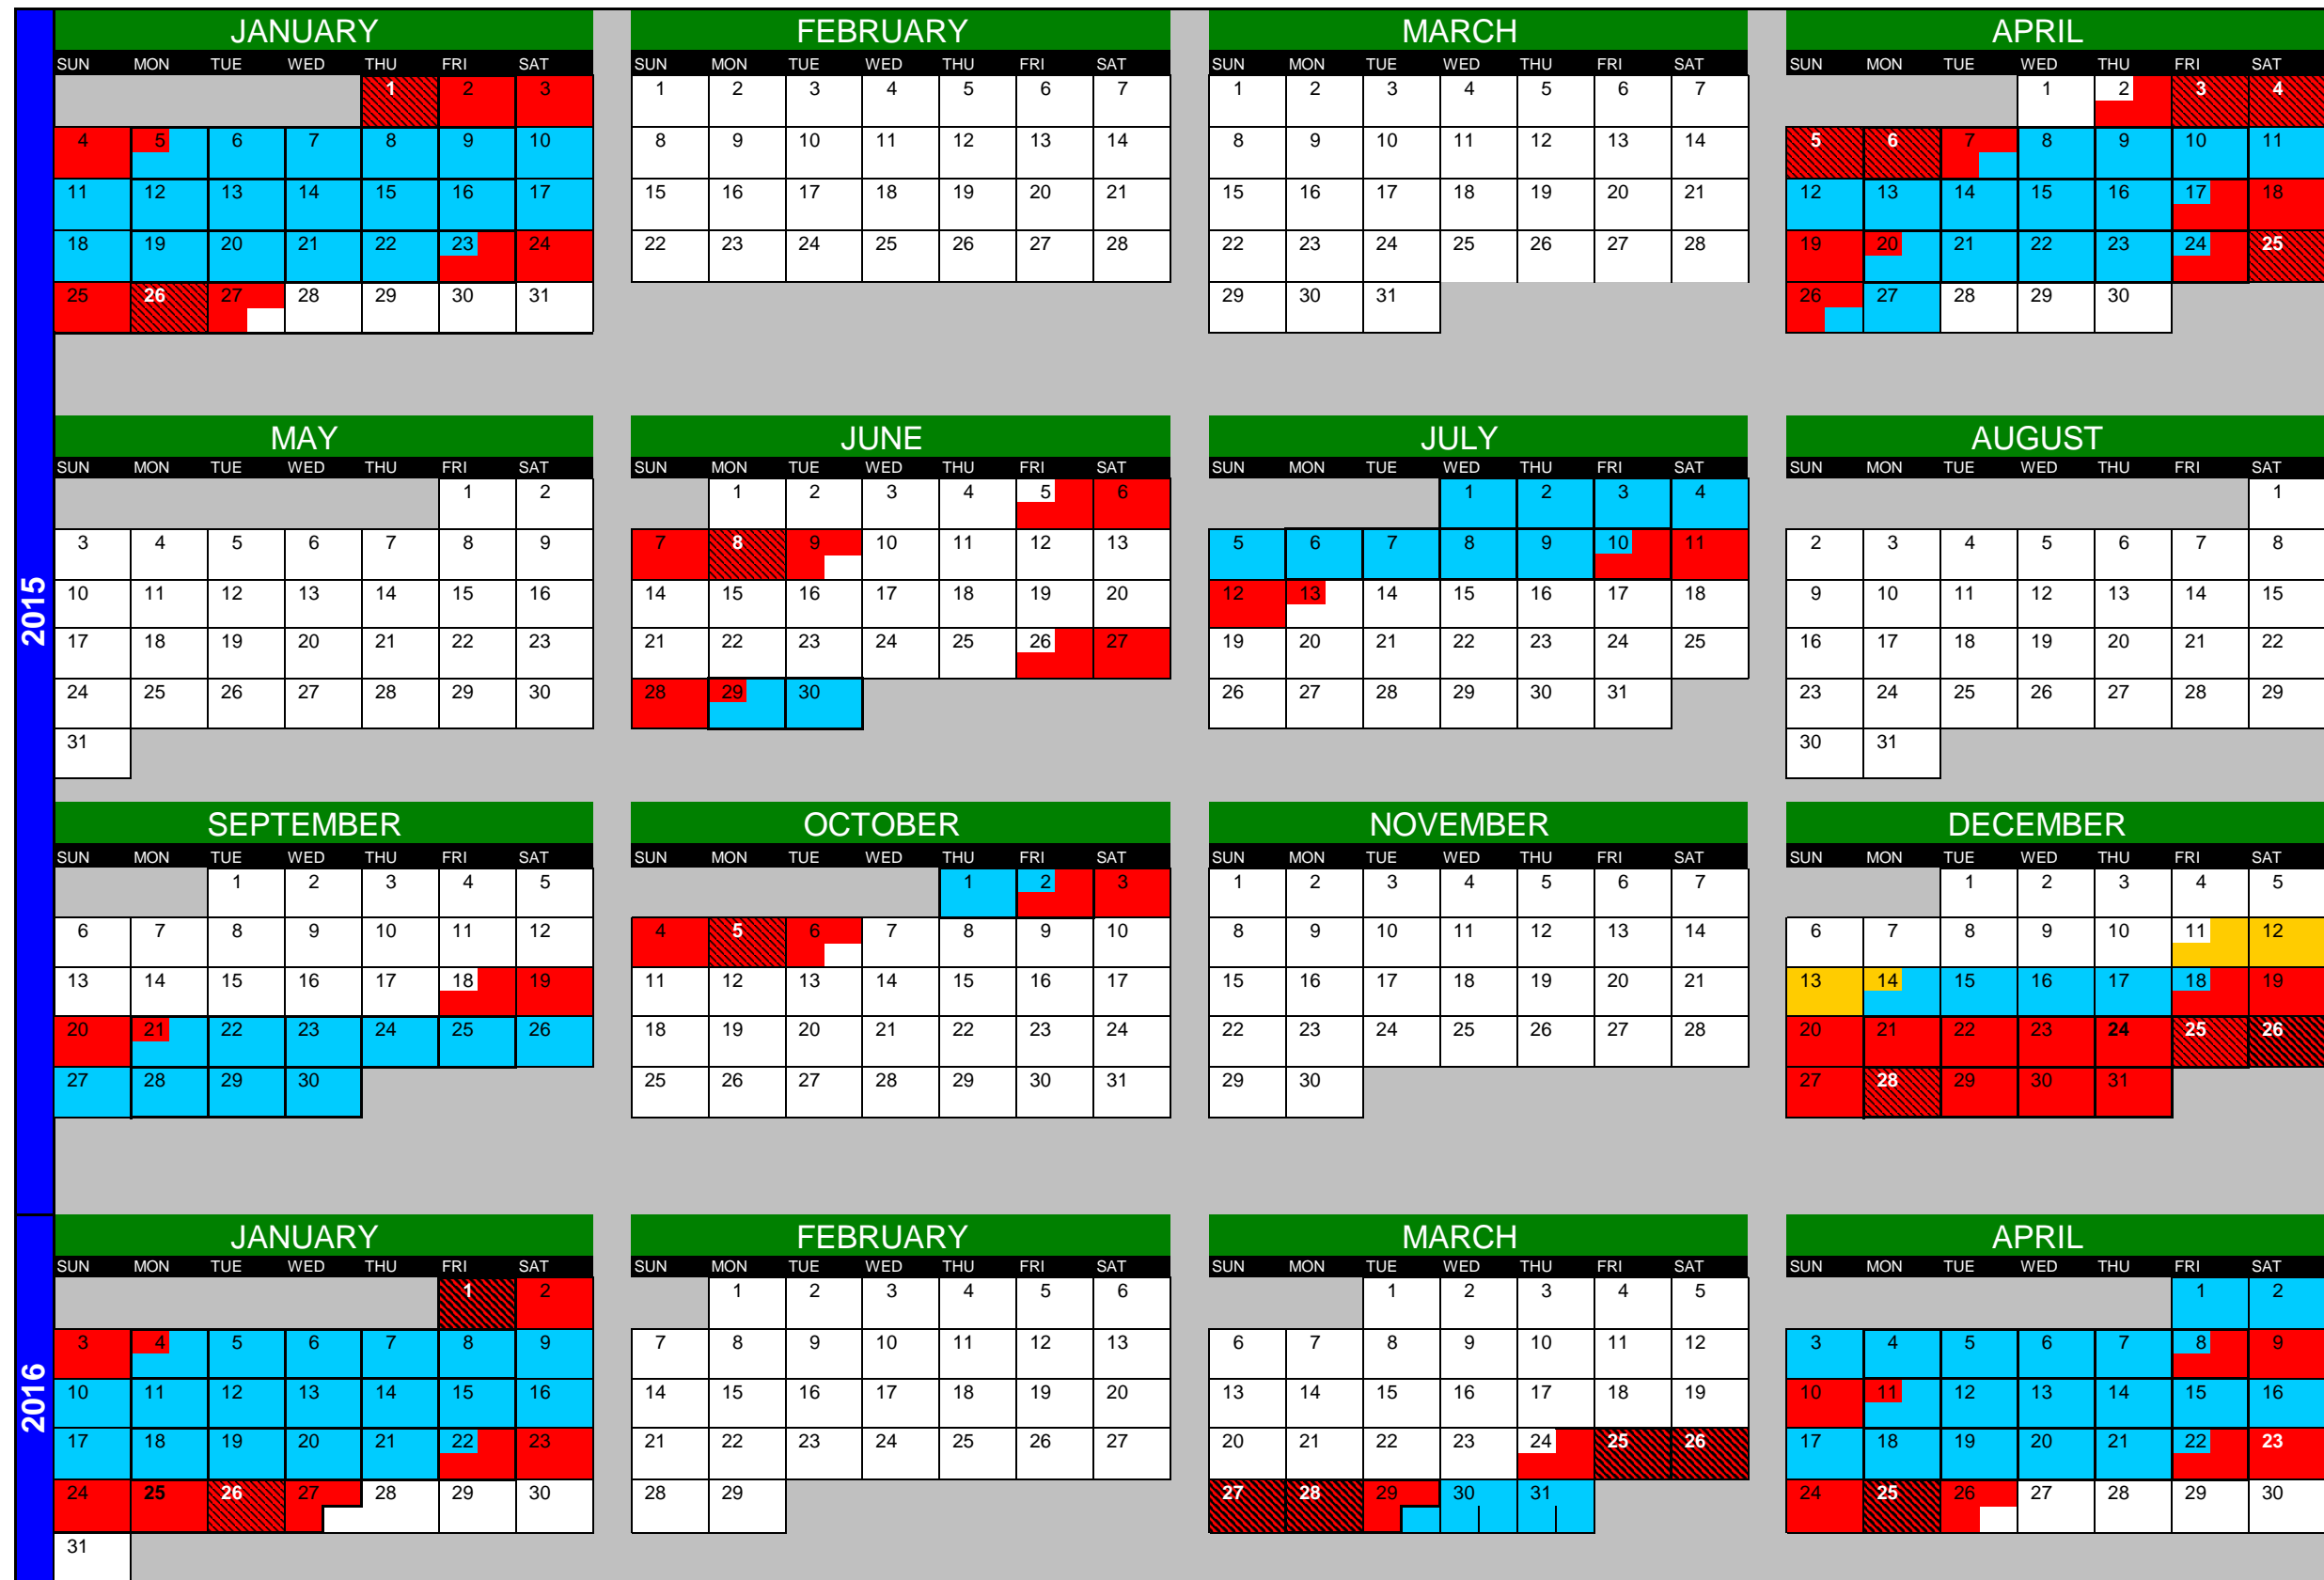 2015
JANUARY FEBRUARY MARCH APRIL
SUN MON TUE WED THU FRI SAT SUN MON TUE WED THU FRI SAT SUN MON TUE WED THU FRI SAT SUN MON TUE WED THU FRI SAT
1 2 3 1 2 3 4 5 6 7 1 2 3 4 5 6 7 1 2 3 4
4 5 6 7 8 9 10 8 9 10 11 12 13 14 8 9 10 11 12 13 14 5 6 7 8 9 10 11
11 12 13 14 15 16 17 15 16 17 18 19 20 21 15 16 17 18 19 20 21 12 13 14 15 16 17 18
18 19 20 21 22 23 24 22 23 24 25 26 27 28 22 23 24 25 26 27 28 19 20 21 22 23 24 25
25 26 27 28 29 30 31 29 30 31 26 27 28 29 30
MAY JUNE JULY AUGUST
SUN MON TUE WED THU FRI SAT SUN MON TUE WED THU FRI SAT SUN MON TUE WED THU FRI SAT SUN MON TUE WED THU FRI SAT
1 2 1 2 3 4 5 6 1 2 3 4 1
3 4 5 6 7 8 9 7 8 9 10 11 12 13 5 6 7 8 9 10 11 2 3 4 5 6 7 8
10 11 12 13 14 15 16 14 15 16 17 18 19 20 12 13 14 15 16 17 18 9 10 11 12 13 14 15
17 18 19 20 21 22 23 21 22 23 24 25 26 27 19 20 21 22 23 24 25 16 17 18 19 20 21 22
24 25 26 27 28 29 30 28 29 30 26 27 28 29 30 31 23 24 25 26 27 28 29
31 30 31
SEPTEMBER OCTOBER NOVEMBER DECEMBER
SUN MON TUE WED THU FRI SAT SUN MON TUE WED THU FRI SAT SUN MON TUE WED THU FRI SAT SUN MON TUE WED THU FRI SAT
1 2 3 4 5 1 2 3 1 2 3 4 5 6 7 1 2 3 4 5
6 7 8 9 10 11 12 4 5 6 7 8 9 10 8 9 10 11 12 13 14 6 7 8 9 10 11 12
13 14 15 16 17 18 19 11 12 13 14 15 16 17 15 16 17 18 19 20 21 13 14 15 16 17 18 19
20 21 22 23 24 25 26 18 19 20 21 22 23 24 22 23 24 25 26 27 28 20 21 22 23 24 25 26
27 28 29 30 25 26 27 28 29 30 31 29 30 27 28 29 30 31
2016
JANUARY FEBRUARY MARCH APRIL
SUN MON TUE WED THU FRI SAT SUN MON TUE WED THU FRI SAT SUN MON TUE WED THU FRI SAT SUN MON TUE WED THU FRI SAT
1 2 1 2 3 4 5 6 1 2 3 4 5 1 2
3 4 5 6 7 8 9 7 8 9 10 11 12 13 6 7 8 9 10 11 12 3 4 5 6 7 8 9
10 11 12 13 14 15 16 14 15 16 17 18 19 20 13 14 15 16 17 18 19 10 11 12 13 14 15 16
17 18 19 20 21 22 23 21 22 23 24 25 26 27 20 21 22 23 24 25 26 17 18 19 20 21 22 23
24 25 26 27 28 29 30 28 29 27 28 29 30 31 24 25 26 27 28 29 30
31